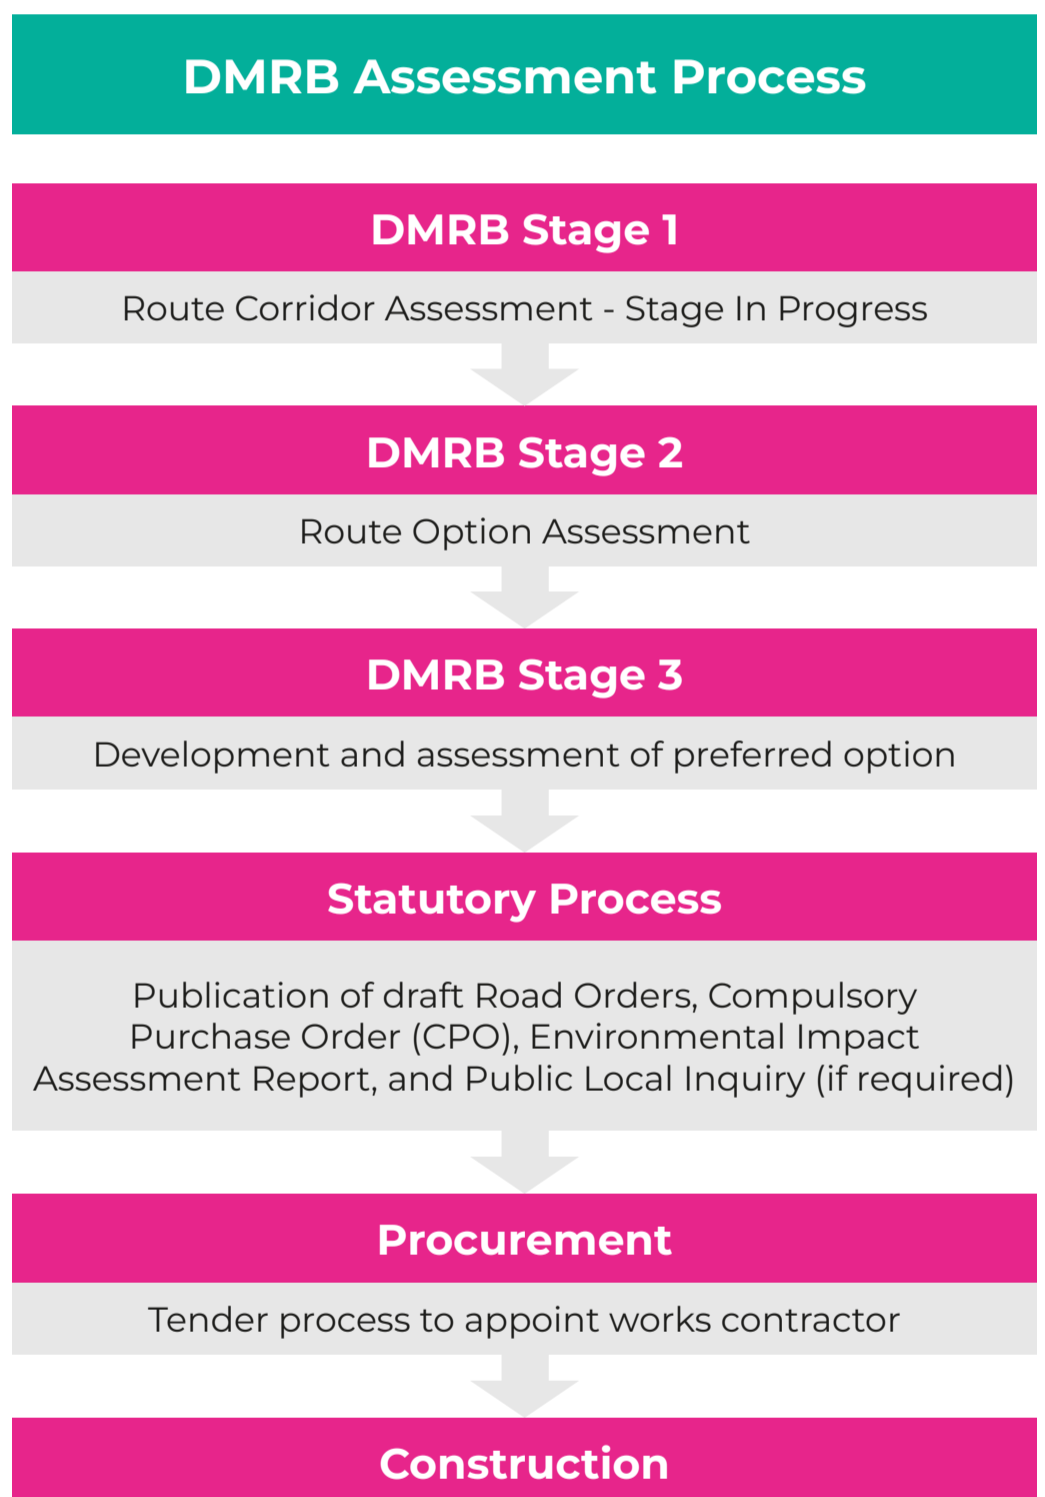 DMRB Assessment Process
DMRB Stage 1
Route Corridor Assessment - Stage In Progress
DMRB Stage 2
Route Option Assessment
DMRB Stage 3
Development and assessment of preferred option
Statutory Process
Publication of draft Road Orders, Compulsory
Purchase Order (CPO), Environmental Impact
Assessment Report, and Public Local Inquiry (if required)
Procurement
Tender process to appoint works contractor
Construction